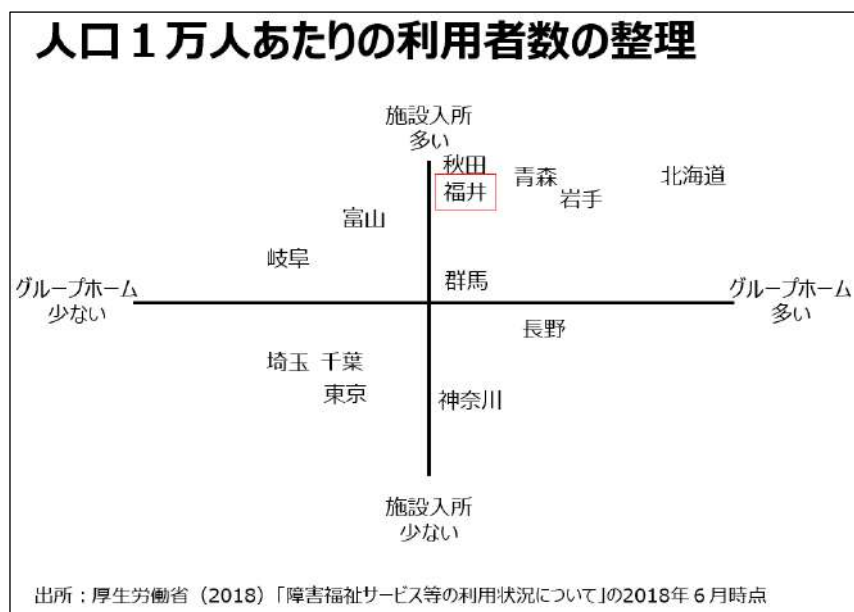 人口１万人あたりの利用者数の整理
施設入所
多い
秋田
青森
北海道
福井
岩手
富山
岐阜
群馬
グループホーム
少ない
グループホーム
多い
長野
埼玉 千葉
東京
神奈川
施設入所
少ない
出所：厚生労働省（2018）「障害福祉サービス等の利用状況について」の2018年６月時点